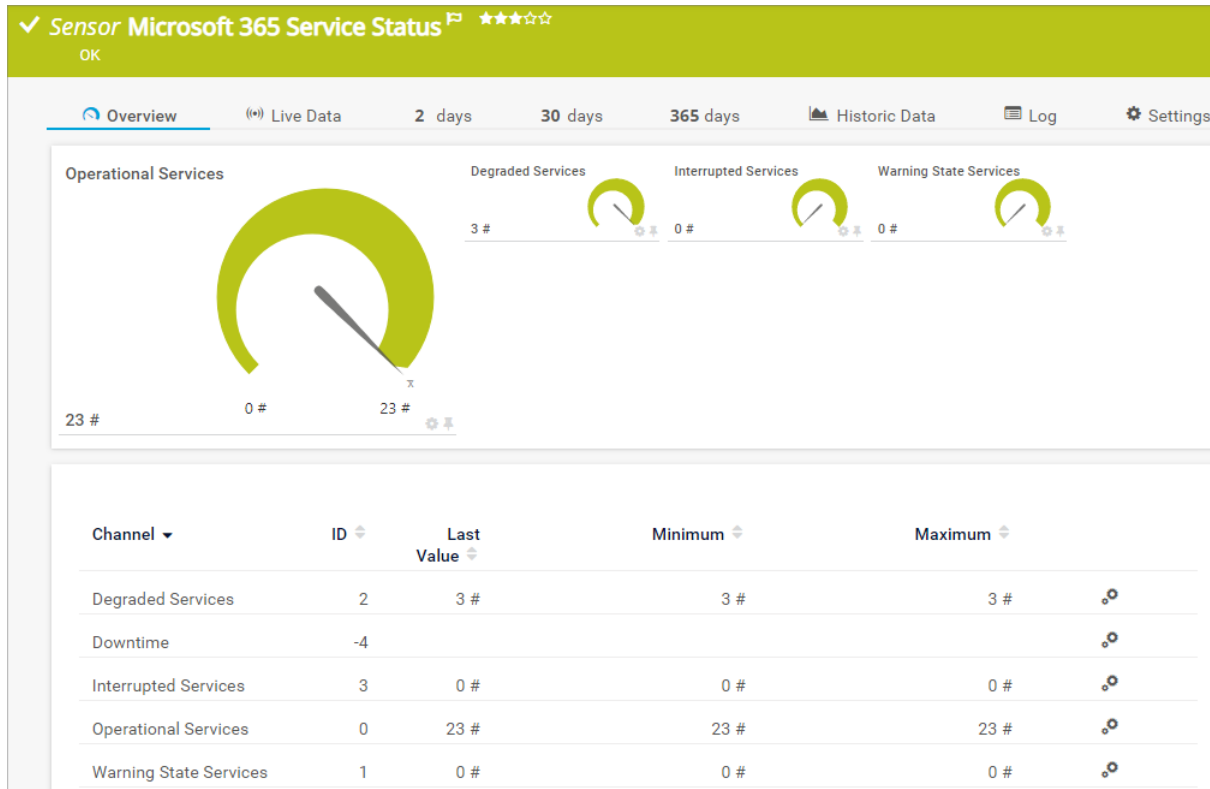 Sensor Microsoft 365 Service Status
OK
Overview Live Data 2 days 30 days 365 days Historic Data Log Settings
Operational Services
23 #
0 # 23 #
Degraded Services
3 #
Interrupted Services
0 #
Warning State Services
0 #
Channel ID Last Value Minimum Maximum
Degraded Services 2 3 # 3 # 3 #
Downtime -4
Interrupted Services 3 0 # 0 # 0 #
Operational Services 0 23 # 23 # 23 #
Warning State Services 1 0 # 0 # 0 #